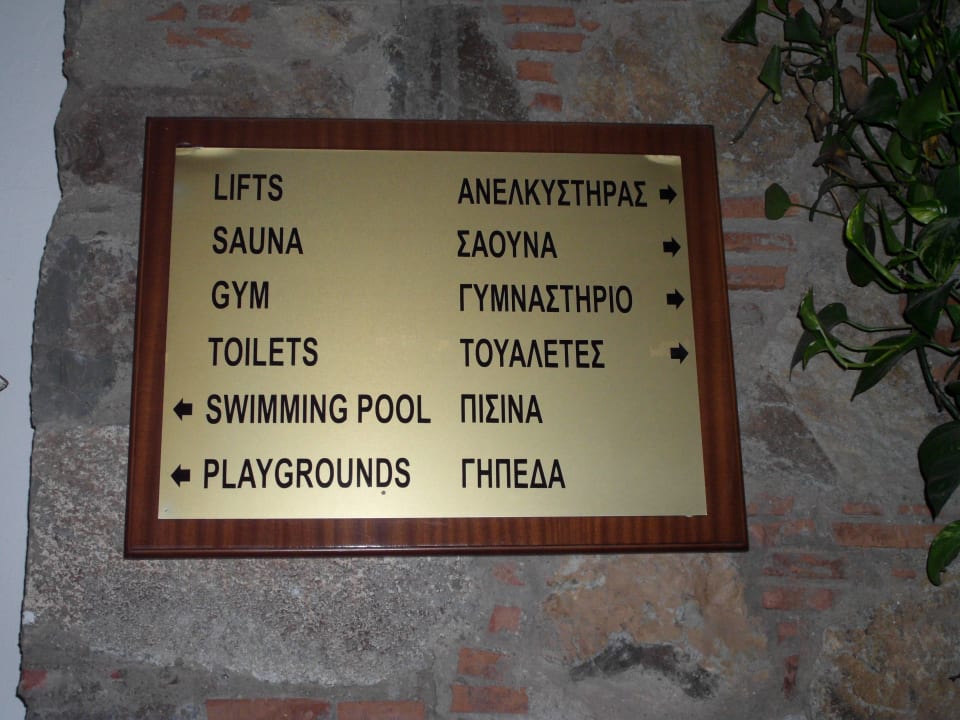 LIFTS ΑΝΕΛΚΥΣΤΗΡΑΣ →
SAUNA ΣΑΟΥΝΑ →
GYM ΓΥΜΝΑΣΤΗΡΙΟ →
TOILETS ΤΟΥΑΛΕΤΕΣ →
← SWIMMING POOL ΠΙΣΙΝΑ
← PLAYGROUNDS ΓΗΠΕΔΑ